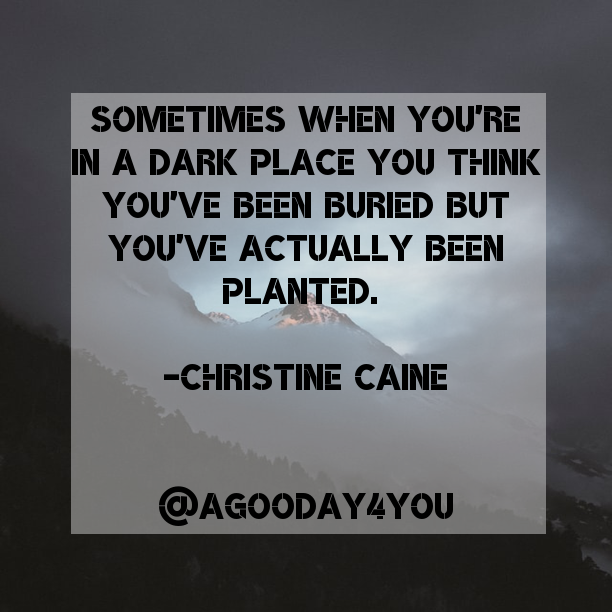 SOMETIMES WHEN YOU'RE
IN A DARK PLACE YOU THINK
YOU'VE BEEN BURIED BUT
YOU'VE ACTUALLY BEEN
PLANTED.
-CHRISTINE CAINE
@AGOODAY4YOU